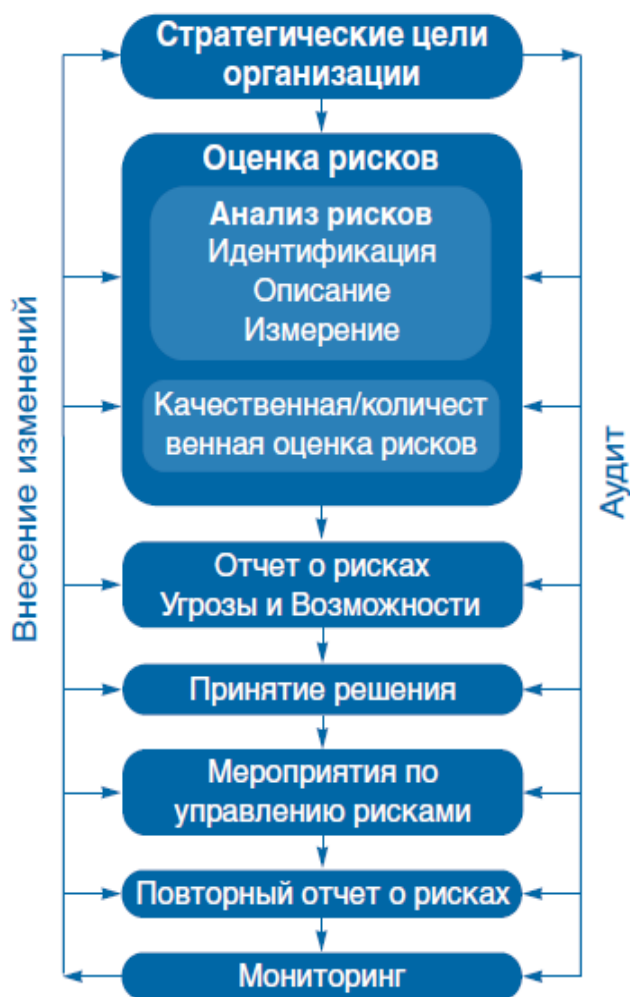 Стратегические цели
организации
Оценка рисков
Анализ рисков
Идентификация
Описание
Измерение
Качественная/количест
венная оценка рисков
Отчет о рисках
Угрозы и Возможности
Принятие решения
Мероприятия по
управлению рисками
Повторный отчет о рисках
Мониторинг
Внесение изменений
Аудит